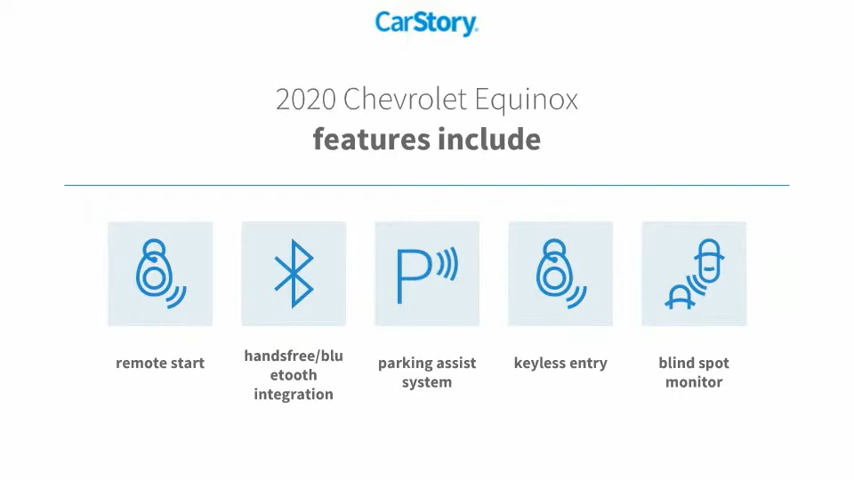 CarStory
2020 Chevrolet Equinox
features include
remote start
handsfree/blu
etooth
integration
parking assist
system
keyless entry
blind spot
monitor